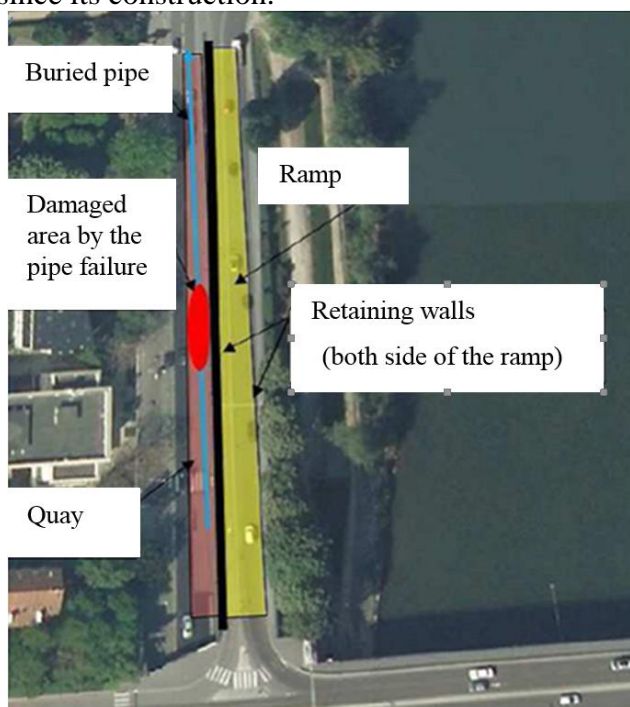 since its construction.
Buried pipe
Ramp
Damaged
area by the
pipe failure
Retaining walls
(both side of the ramp)
Quay